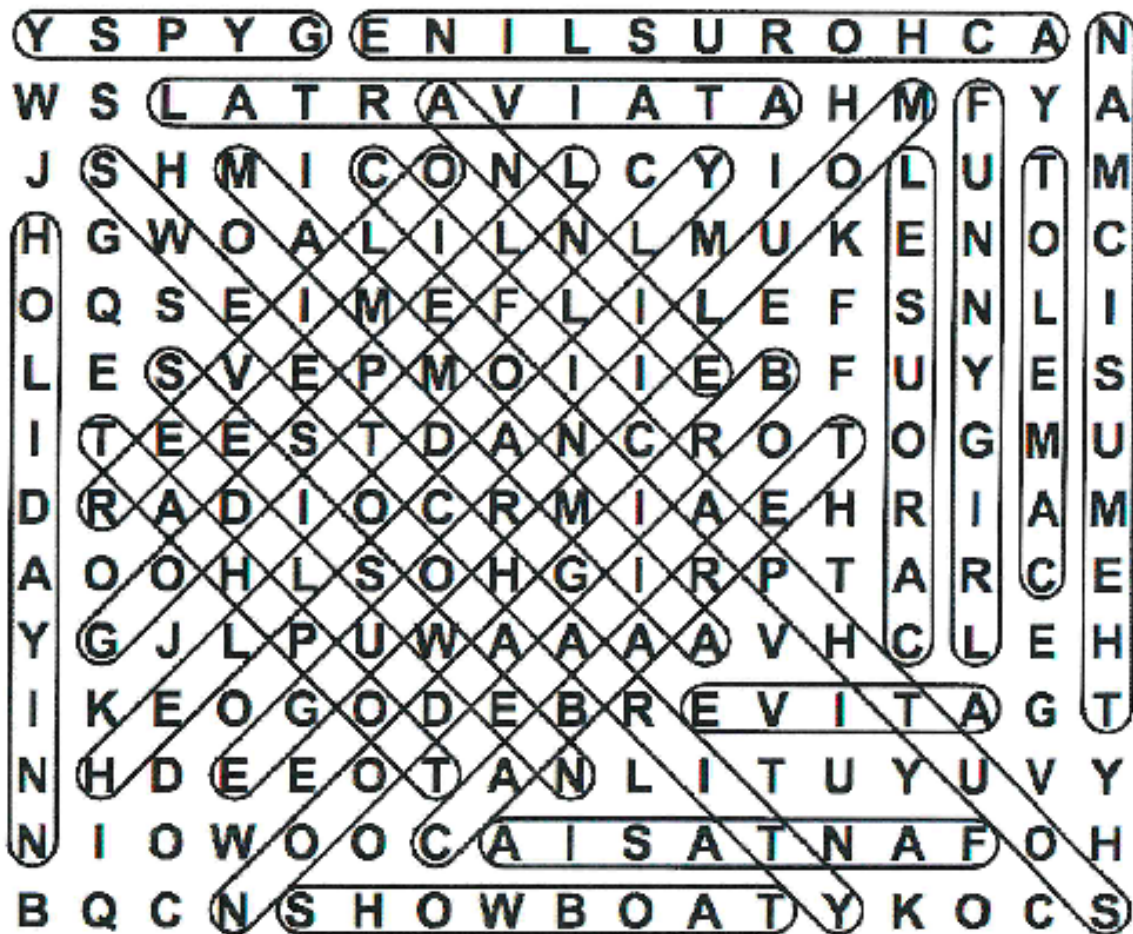 Y S P Y G E N I L S U R O H C A N
W S L A T R A V I A T A H M F Y A
J S H M I C O N L C Y I O L U T M
H G W O A L I L N L M U K E N O C
O Q S E I M E F L I L E F S N L I
L E S V E P M O I I E B F U Y E S
I T E E S T D A N C R O T O G M U
D R A D I O C R M I A E H R I A M
A O O H L S O H G I R P T A R C E
Y G J L P U W A A A A V H C L E H
I K E O G O D E B R E V I T A G T
N H D E E O T A N L I T U Y U V Y
N I O W O O C A I S A T N A F O H
B Q C N S H O W B O A T Y K O C S